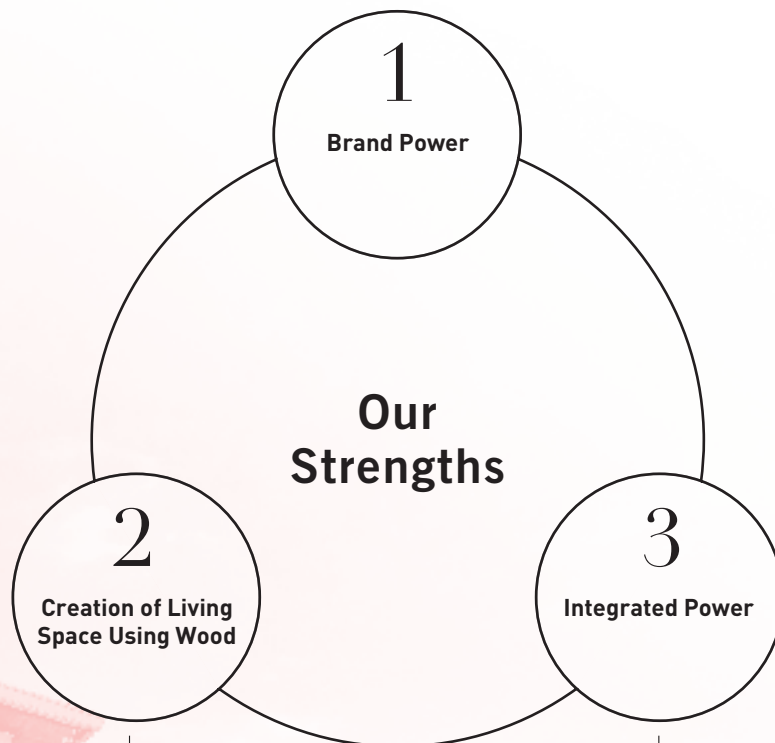 1
Brand Power
Our
Strengths
2
Creation of Living
Space Using Wood
3
Integrated Power